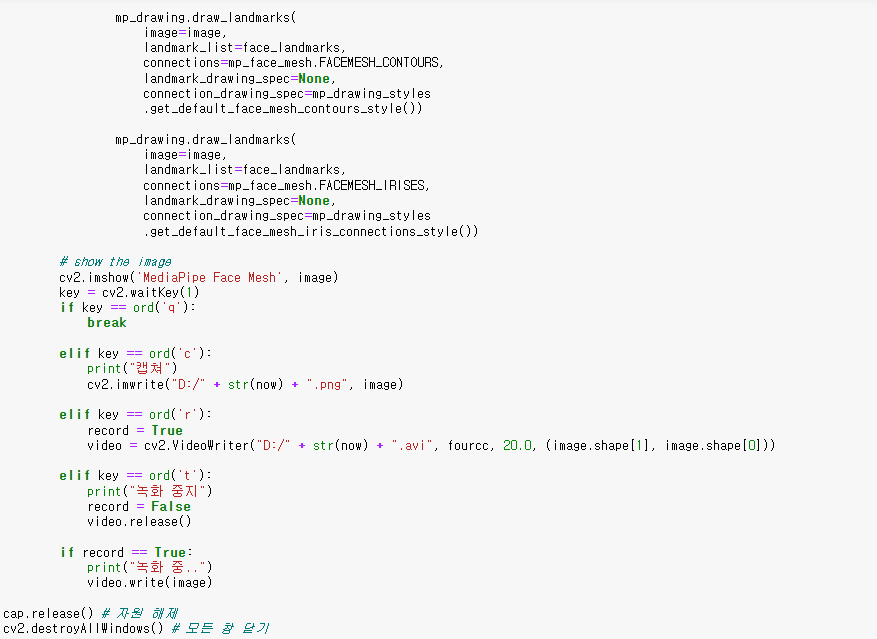 mp_drawing.draw_landmarks(
                image=image,
                landmark_list=face_landmarks,
                connections=mp_face_mesh.FACEMESH_CONTOURS,
                landmark_drawing_spec=None,
                connection_drawing_spec=mp_drawing_styles
                .get_default_face_mesh_contours_style())

            mp_drawing.draw_landmarks(
                image=image,
                landmark_list=face_landmarks,
                connections=mp_face_mesh.FACEMESH_IRISES,
                landmark_drawing_spec=None,
                connection_drawing_spec=mp_drawing_styles
                .get_default_face_mesh_iris_connections_style())

        # show the image
        cv2.imshow('MediaPipe Face Mesh', image)
        key = cv2.waitKey(1)
        if key == ord('q'):
            break

        elif key == ord('c'):
            print("캡쳐")
            cv2.imwrite("D:/" + str(now) + ".png", image)

        elif key == ord('r'):
            record = True
            video = cv2.VideoWriter("D:/" + str(now) + ".avi", fourcc, 20.0, (image.shape[1], image.shape[0]))

        elif key == ord('t'):
            print("녹화 중지")
            record = False
            video.release()

        if record == True:
            print("녹화 중..")
            video.write(image)

cap.release() # 자원 해제
cv2.destroyAllWindows() # 모든 창 닫기